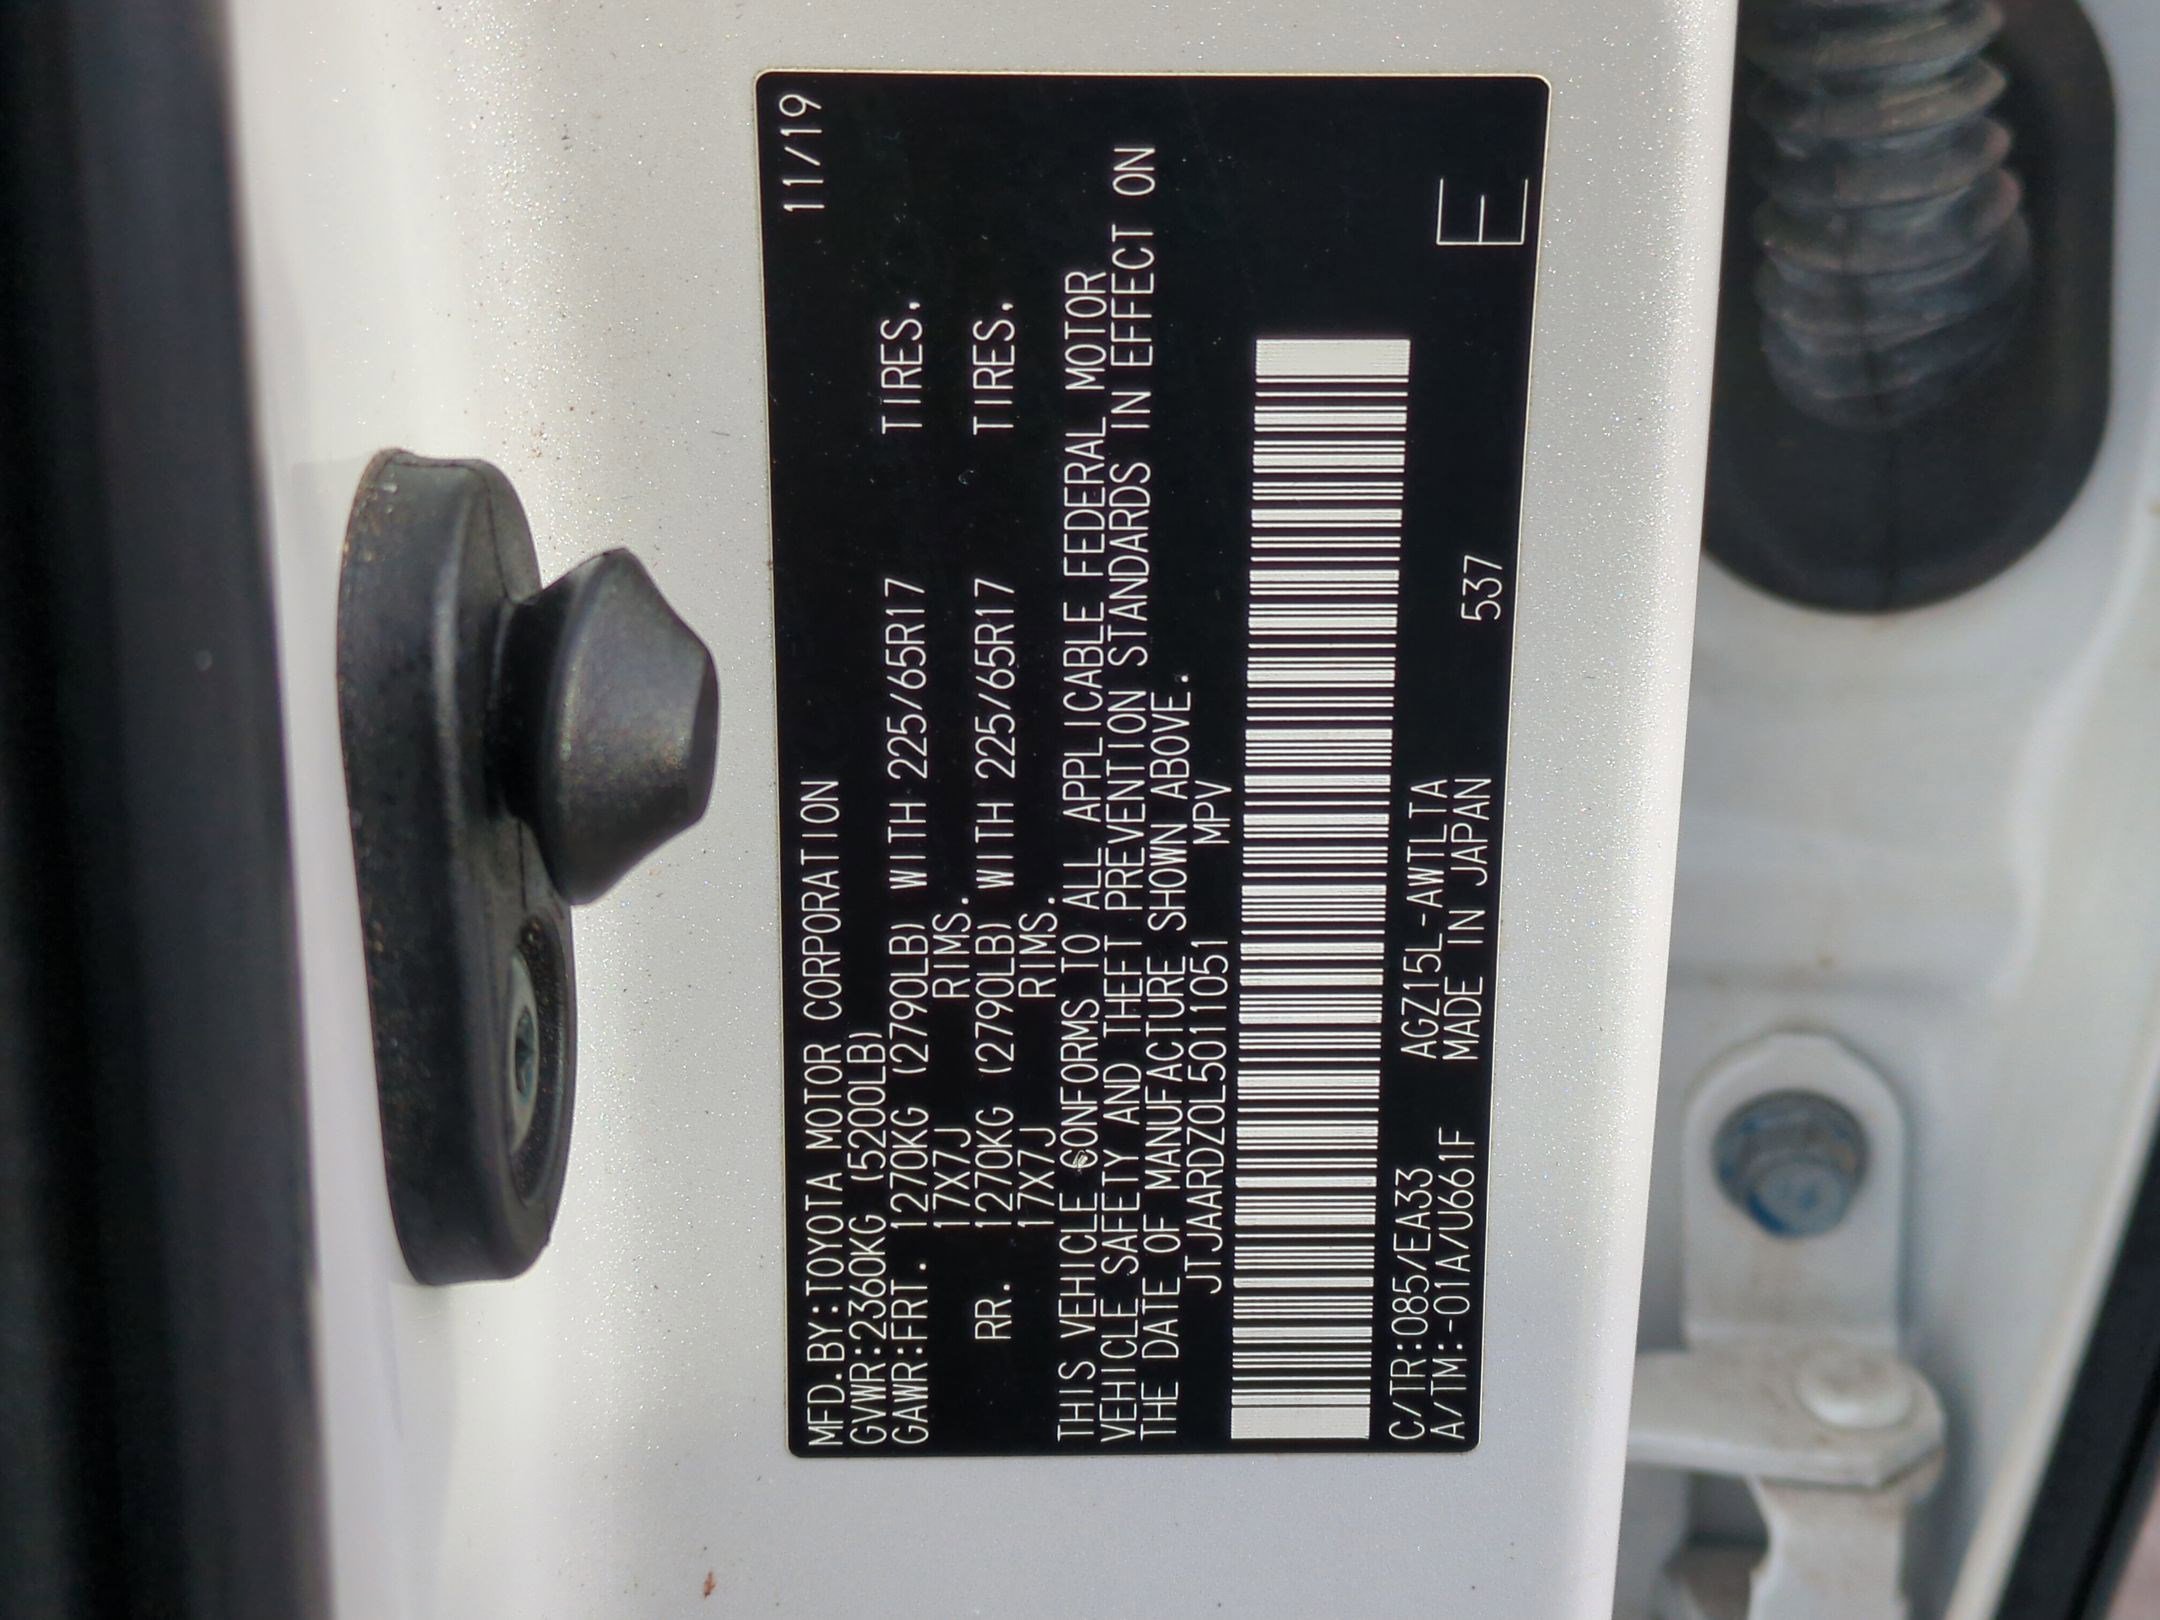 MFD.BY:TOYOTA MOTOR CORPORATION 11/19
GVWR:2360KG (5200LB)
GAWR:FRT. 1270KG (2790LB) WITH 225/65R17 TIRES,
17X7J RIMS.
RR. 1270KG (2790LB) WITH 225/65R17 TIRES,
17X7J RIMS.
THIS VEHICLE CONFORMS TO ALL APPLICABLE FEDERAL MOTOR
VEHICLE SAFETY AND THEFT PREVENTION STANDARDS IN EFFECT ON
THE DATE OF MANUFACTURE SHOWN ABOVE.
JTJAARDZ0L5011051 MPV
C/TR:085/EA33 AGZ15L-AWTLTA
A/TM:-01A/U661F MADE IN JAPAN 537 E